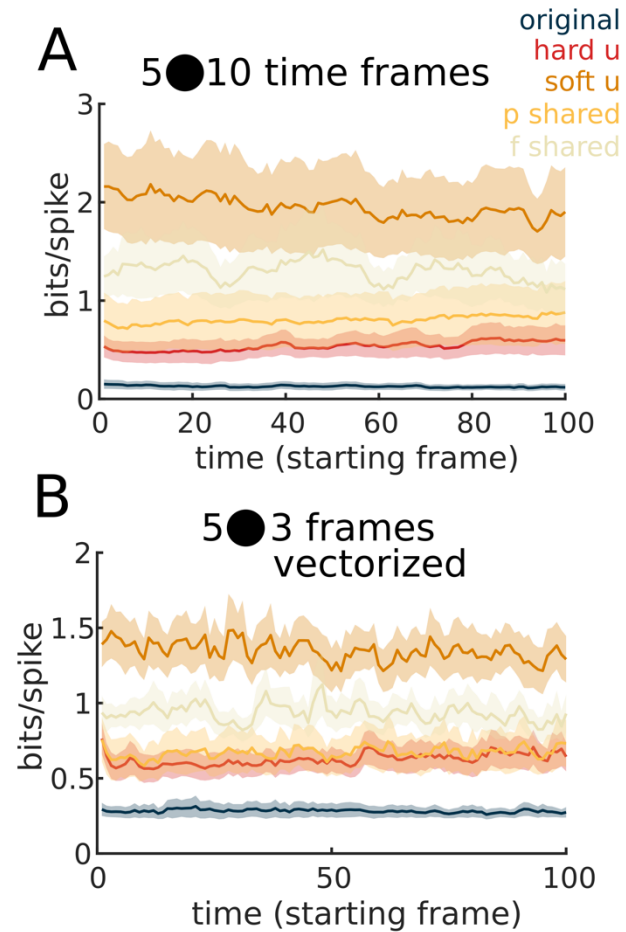 A
5●10 time frames
original
hard u
soft u
p shared
f shared
bits/spike
3
2
1
0
0 20 40 60 80 100
time (starting frame)
B
5●3 frames
vectorized
bits/spike
2
1.5
1
0.5
0
0 50 100
time (starting frame)